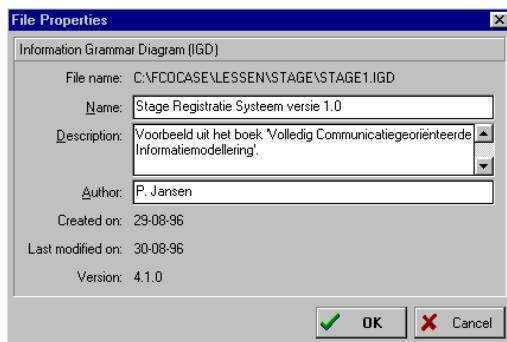 File Properties
Information Grammar Diagram (IGD)
File name: C:\FCOCASE\LESSEN\STAGE\STAGE1.IGD
Name: Stage Registratie Systeem versie 1.0
Description: Voorbeeld uit het boek 'Volledig Communicatiegeoriënteerde
Informatiemodellering'.
Author: P. Jansen
Created on: 29-08-96
Last modified on: 30-08-96
Version: 4.1.0
OK Cancel